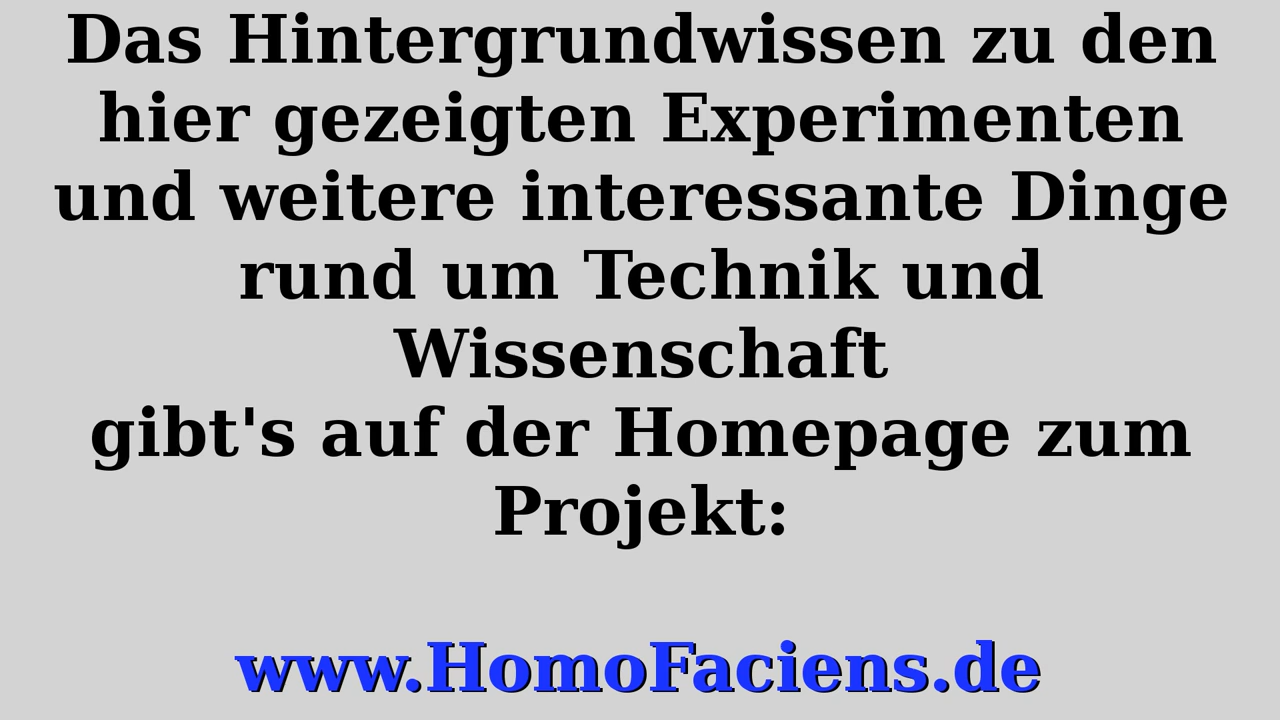 Das Hintergrundwissen zu den
hier gezeigten Experimenten
und weitere interessante Dinge
rund um Technik und
Wissenschaft
gibt's auf der Homepage zum
Projekt:
www.HomoFaciens.de